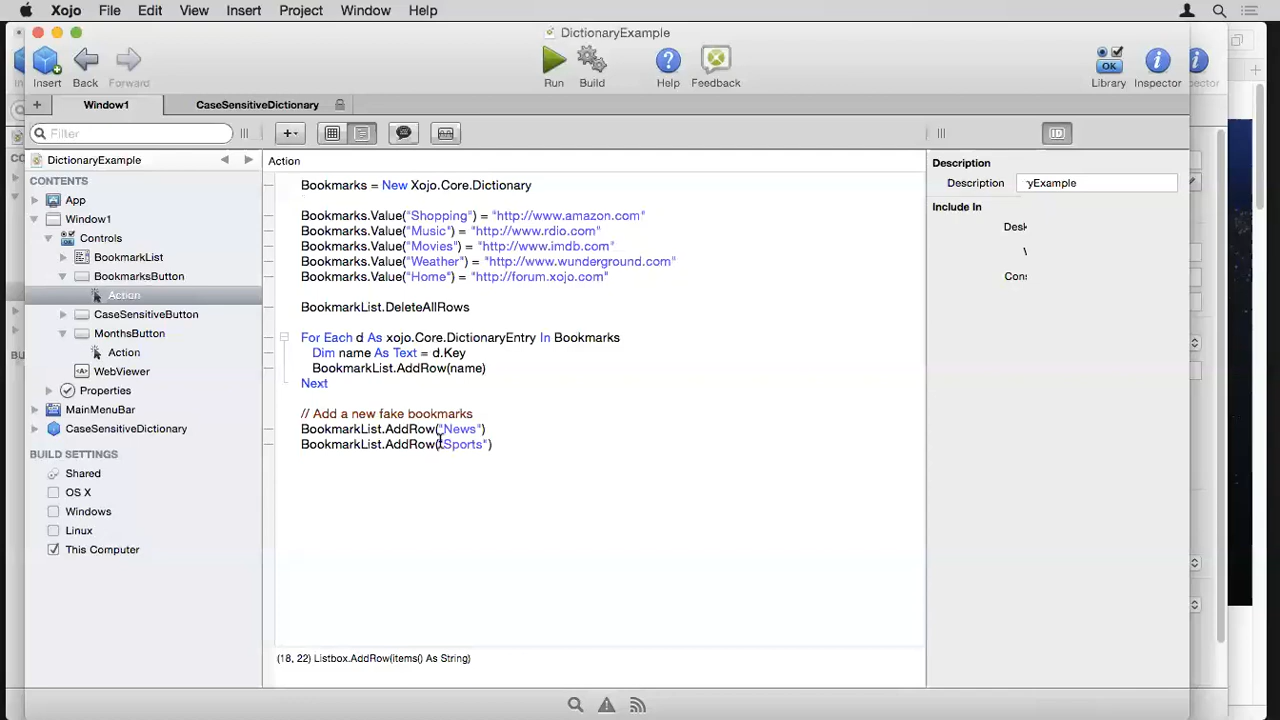 Xojo File Edit View Insert Project Window Help
DictionaryExample
Insert Back Forward Run Build Help Feedback Library Inspector
OK
Window1 CaseSensitiveDictionary
Filter
ID
DictionaryExample
Action
Description
Description yExample
Include In
CONTENTS
App
Window1
Controls
BookmarkList
BookmarksButton
Action
CaseSensitiveButton
MonthsButton
Action
WebViewer
Properties
MainMenuBar
CaseSensitiveDictionary
BUILD SETTINGS
Shared
OS X
Windows
Linux
This Computer
Bookmarks = New Xojo.Core.Dictionary
Bookmarks.Value("Shopping") = "http://www.amazon.com"
Bookmarks.Value("Music") = "http://www.rdio.com"
Bookmarks.Value("Movies") = "http://www.imdb.com"
Bookmarks.Value("Weather") = "http://www.wunderground.com"
Bookmarks.Value("Home") = "http://forum.xojo.com"
BookmarkList.DeleteAllRows
For Each d As xojo.Core.DictionaryEntry In Bookmarks
Dim name As Text = d.Key
BookmarkList.AddRow(name)
Next
// Add a new fake bookmarks
BookmarkList.AddRow("News")
BookmarkList.AddRow("Sports")
(18, 22) Listbox.AddRow(items() As String)